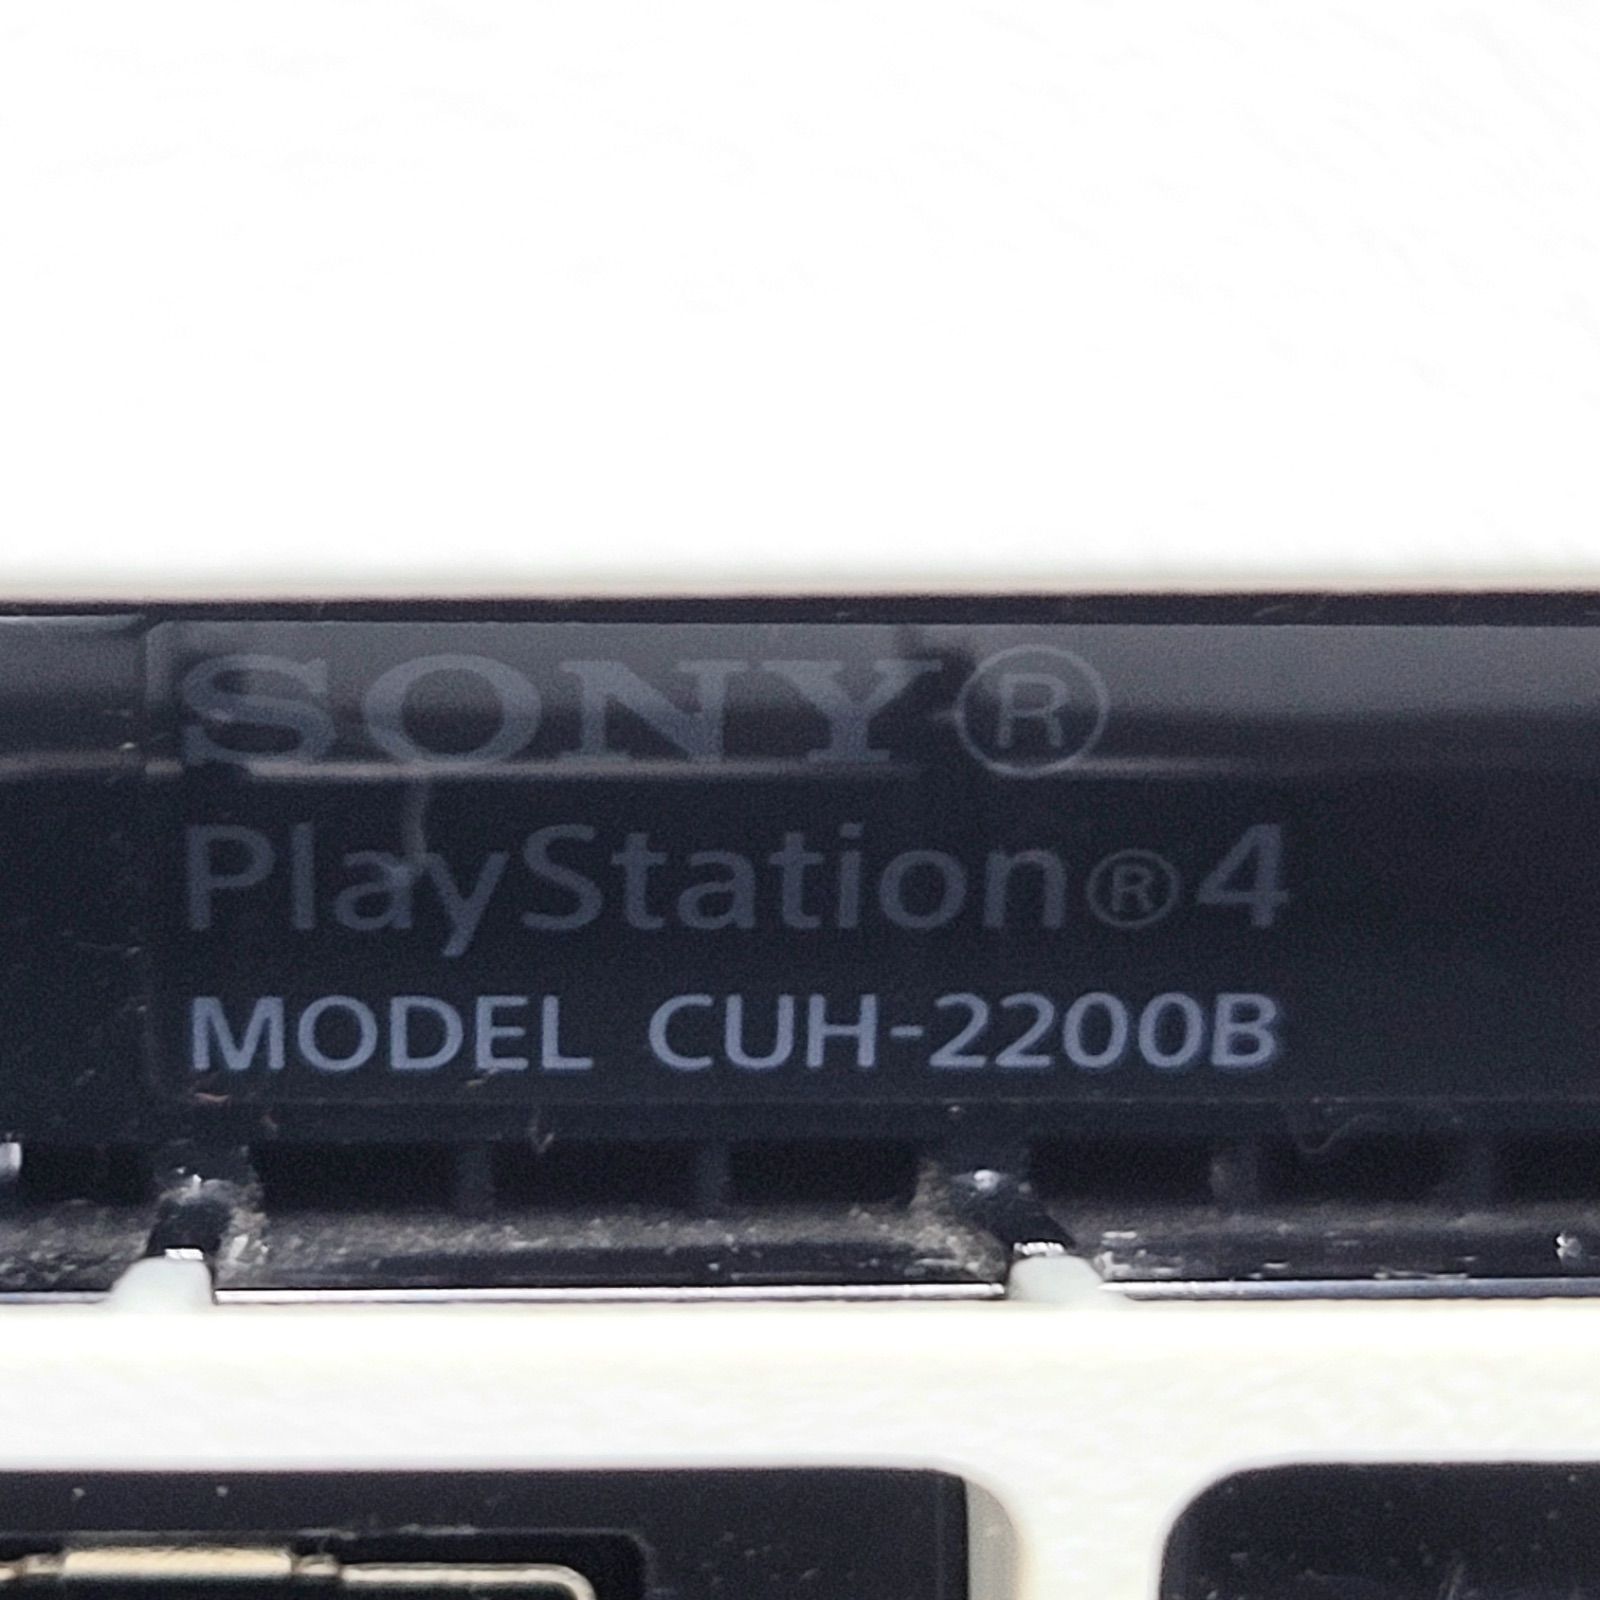 SONY®
PlayStation®4
MODEL CUH-2200B